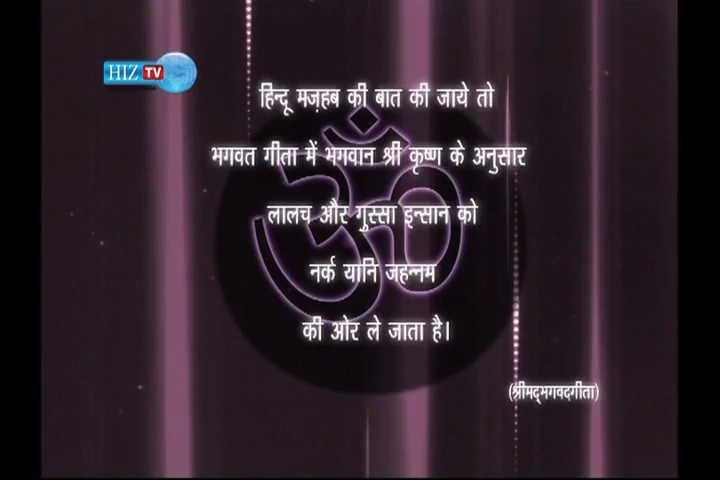 HIZ TV
हिन्दू मज़हब की बात की जाये तो
भगवत गीता में भगवान श्री कृष्ण के अनुसार
लालच और गुस्सा इन्सान को
नर्क यानि जहन्नम
की ओर ले जाता है।
(श्रीमद्भगवदगीता)